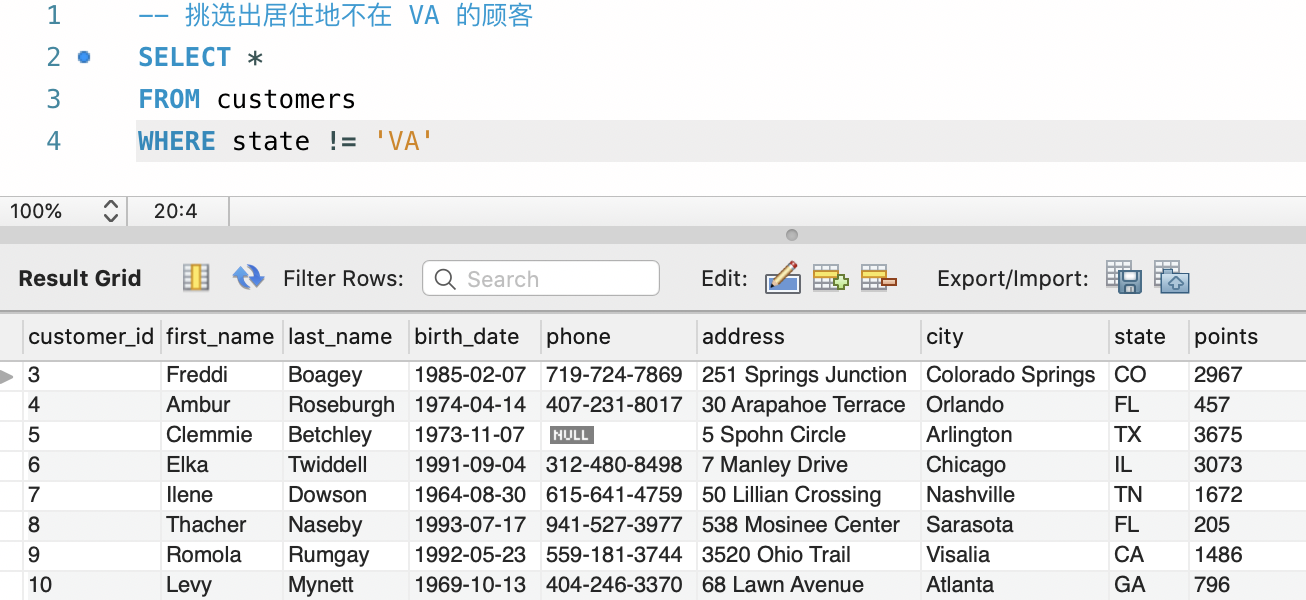 1 -- 挑选出居住地不在 VA 的顾客
2 SELECT *
3 FROM customers
4 WHERE state != 'VA'
100% 20:4
Result Grid Filter Rows: Search Edit: Export/Import:
customer_id first_name last_name birth_date phone address city state points
3 Freddi Boagey 1985-02-07 719-724-7869 251 Springs Junction Colorado Springs CO 2967
4 Ambur Roseburgh 1974-04-14 407-231-8017 30 Arapahoe Terrace Orlando FL 457
5 Clemmie Betchley 1973-11-07 NULL 5 Spohn Circle Arlington TX 3675
6 Elka Twiddell 1991-09-04 312-480-8498 7 Manley Drive Chicago IL 3073
7 Ilene Dowson 1964-08-30 615-641-4759 50 Lillian Crossing Nashville TN 1672
8 Thacher Naseby 1993-07-17 941-527-3977 538 Mosinee Center Sarasota FL 205
9 Romola Rumgay 1992-05-23 559-181-3744 3520 Ohio Trail Visalia CA 1486
10 Levy Mynett 1969-10-13 404-246-3370 68 Lawn Avenue Atlanta GA 796